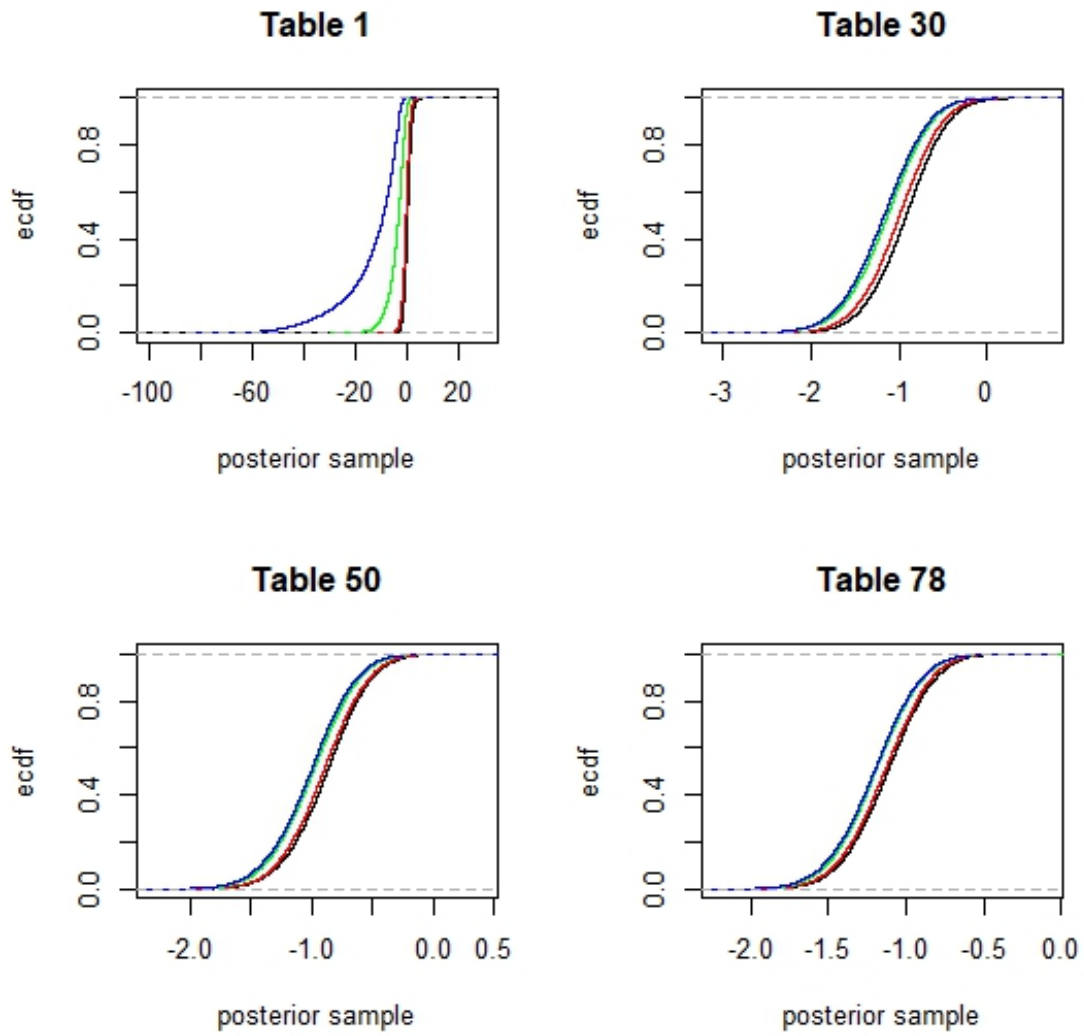 Table 1
ecdf
0.0 0.4 0.8
-100 -60 -20 0 20
posterior sample
Table 30
ecdf
0.0 0.4 0.8
-3 -2 -1 0
posterior sample
Table 50
ecdf
0.0 0.4 0.8
-2.0 -1.0 0.0 0.5
posterior sample
Table 78
ecdf
0.0 0.4 0.8
-2.0 -1.5 -1.0 -0.5 0.0
posterior sample